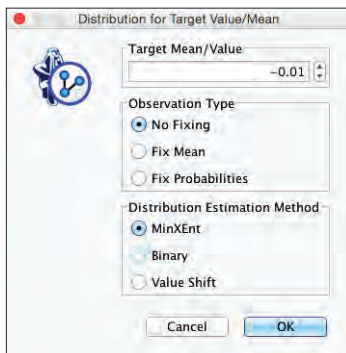 Distribution for Target Value/Mean
Target Mean/Value
−0.01
Observation Type
No Fixing
Fix Mean
Fix Probabilities
Distribution Estimation Method
MinXEnt
Binary
Value Shift
Cancel
OK